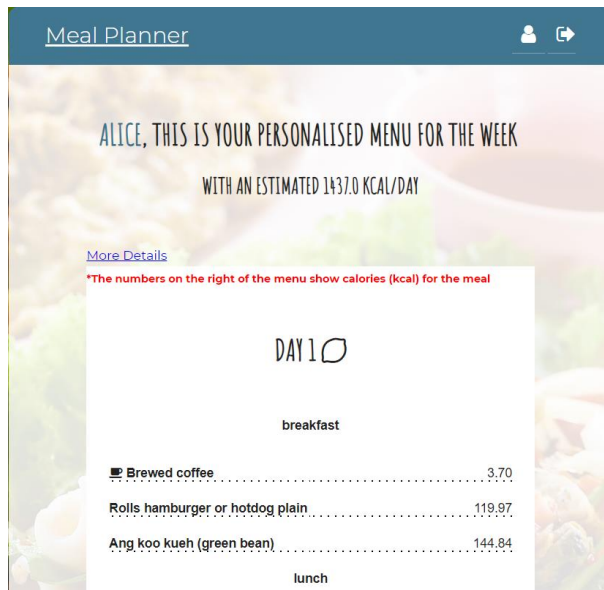 Meal Planner
ALICE, THIS IS YOUR PERSONALISED MENU FOR THE WEEK
WITH AN ESTIMATED 1437.0 KCAL/DAY
More Details
*The numbers on the right of the menu show calories (kcal) for the meal
DAY 1
breakfast
Brewed coffee 3.70
Rolls hamburger or hotdog plain 119.97
Ang koo kueh (green bean) 144.84
lunch